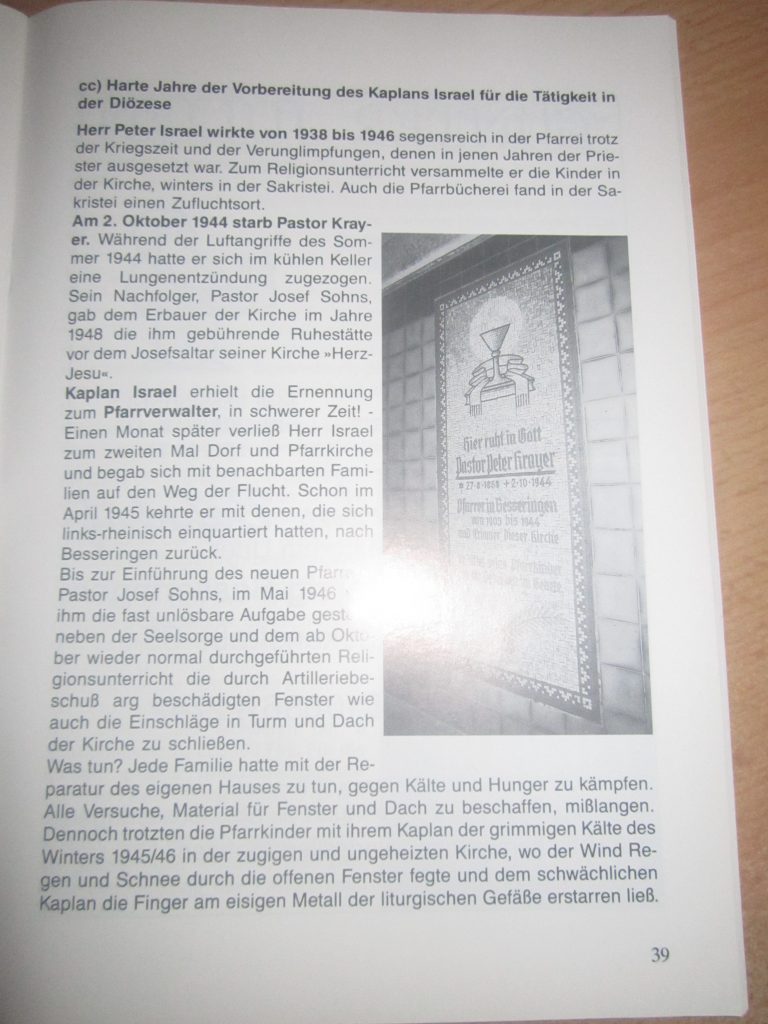 cc) Harte Jahre der Vorbereitung des Kaplans Israel für die Tätigkeit in
der Diözese
Herr Peter Israel wirkte von 1938 bis 1946 segensreich in der Pfarrei trotz
der Kriegszeit und der Verunglimpfungen, denen in jenen Jahren der Prie-
ster ausgesetzt war. Zum Religionsunterricht versammelte er die Kinder in
der Kirche, winters in der Sakristei. Auch die Pfarrbücherei fand in der Sa-
kristei einen Zufluchtsort.
Am 2. Oktober 1944 starb Pastor Kray-
er. Während der Luftangriffe des Som-
mer 1944 hatte er sich im kühlen Keller
eine Lungenentzündung zugezogen.
Sein Nachfolger, Pastor Josef Sohns,
gab dem Erbauer der Kirche im Jahre
1948 die ihm gebührende Ruhestätte
vor dem Josefsaltar seiner Kirche »Herz-
Jesu«.
Kaplan Israel erhielt die Ernennung
zum Pfarrverwalter, in schwerer Zeit! -
Einen Monat später verließ Herr Israel
zum zweiten Mal Dorf und Pfarrkirche
und begab sich mit benachbarten Fami-
lien auf den Weg der Flucht. Schon im
April 1945 kehrte er mit denen, die sich
links-rheinisch einquartiert hatten, nach
Besseringen zurück.
Bis zur Einführung des neuen
Pastor Josef Sohns, im Mai 1946
ihm die fast unlösbare Aufgabe
neben der Seelsorge und dem ab Okto-
ber wieder normal durchgeführten Reli-
gionsunterricht die durch Artilleriebe-
schuß arg beschädigten Fenster wie
auch die Einschläge in Turm und Dach
der Kirche zu schließen.
Was tun? Jede Familie hatte mit der Re-
paratur des eigenen Hauses zu tun, gegen Kälte und Hunger zu kämpfen.
Alle Versuche, Material für Fenster und Dach zu beschaffen, mißlangen.
Dennoch trotzten die Pfarrkinder mit ihrem Kaplan der grimmigen Kälte des
Winters 1945/46 in der zugigen und ungeheizten Kirche, wo der Wind Re-
gen und Schnee durch die offenen Fenster fegte und dem schwächlichen
Kaplan die Finger am eisigen Metall der liturgischen Gefäße erstarren ließ.
Hier ruht in Gott
Pastor Peter Krayer
* 27·8·1858 + 2·10·1944
Pfarrer in Besseringen
von 1903 bis 1944
und Erbauer dieser Kirche
39